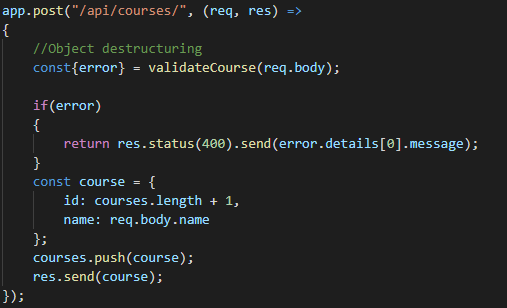 app.post("/api/courses/", (req, res) =>
{
    //Object destructuring
    const{error} = validateCourse(req.body);

    if(error)
    {
        return res.status(400).send(error.details[0].message);
    }
    const course = {
        id: courses.length + 1,
        name: req.body.name
    };
    courses.push(course);
    res.send(course);
});